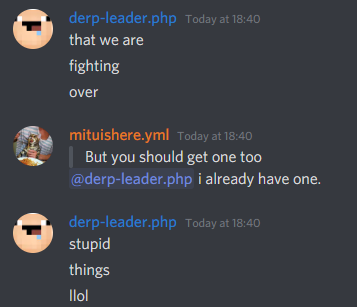 derp-leader.php Today at 18:40
that we are
fighting
over
mituishere.yml Today at 18:40
But you should get one too
@derp-leader.php i already have one.
derp-leader.php Today at 18:40
stupid
things
llol